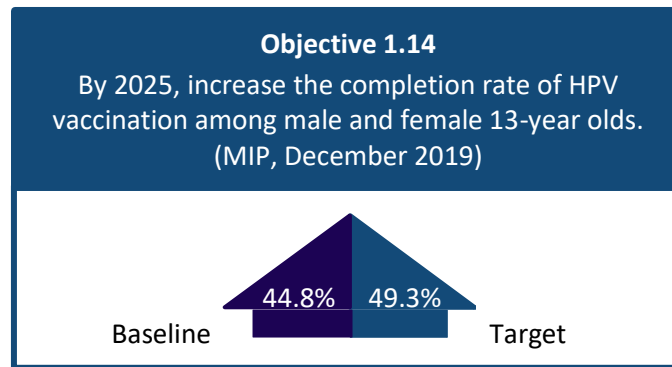 Objective 1.14
By 2025, increase the completion rate of HPV
vaccination among male and female 13-year olds.
(MIP, December 2019)
44.8% 49.3%
Baseline Target